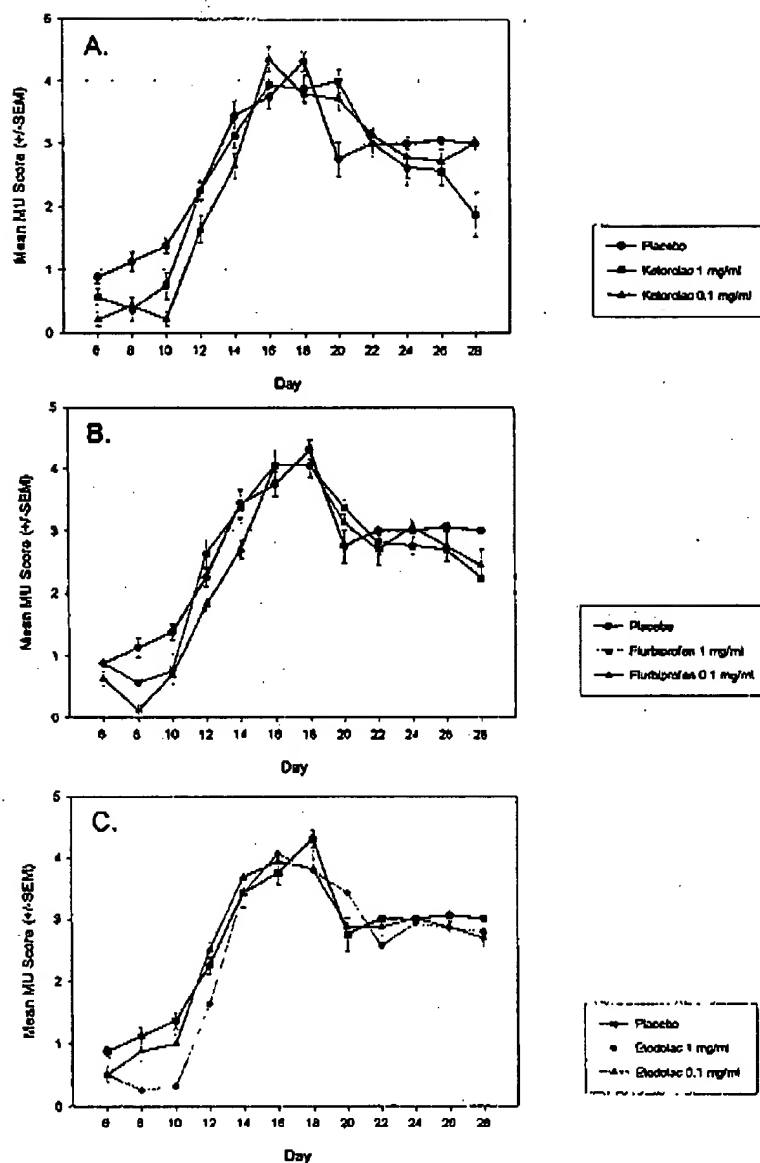 A.
Mean MU Score (+/-SEM)
5
4
3
2
1
0
6 8 10 12 14 16 18 20 22 24 26 28
Day
Placebo
Ketorolac 1 mg/ml
Ketorolac 0.1 mg/ml
B.
Mean MU Score (+/-SEM)
5
4
3
2
1
0
6 8 10 12 14 16 18 20 22 24 26 28
Day
Placebo
Flurbiprofen 1 mg/ml
Flurbiprofen 0.1 mg/ml
C.
Mean MU Score (+/-SEM)
5
4
3
2
1
0
6 8 10 12 14 16 18 20 22 24 26 28
Day
Placebo
Etodolac 1 mg/ml
Etodolac 0.1 mg/ml